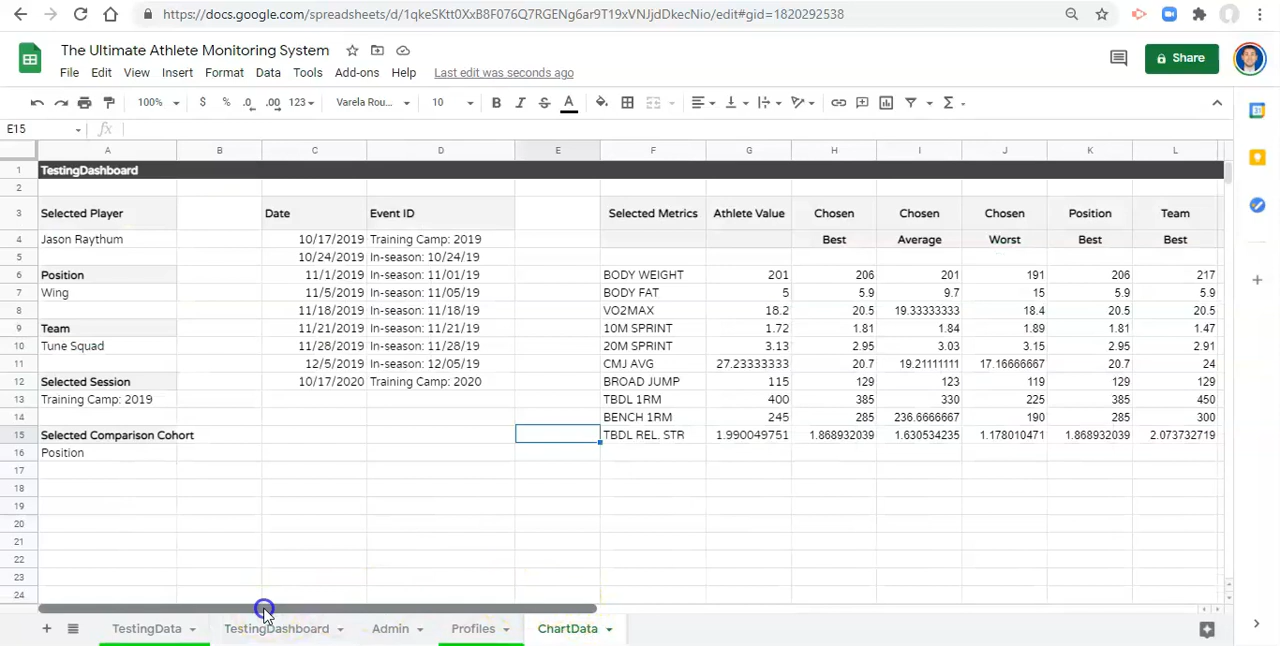 https://docs.google.com/spreadsheets/d/1qkeSKtt0XxB8F076Q7RGENg6ar9T19xVNJjdDkecNio/edit#gid=1820292538
The Ultimate Athlete Monitoring System
File Edit View Insert Format Data Tools Add-ons Help Last edit was seconds ago
Share
100% $ % .0 .00 123 Varela Rou... 10 B I S A
E15 fx
A B C D E F G H I J K L
1 TestingDashboard
2
3 Selected Player Date Event ID Selected Metrics Athlete Value Chosen Chosen Chosen Position Team
4 Jason Raythum 10/17/2019 Training Camp: 2019 Best Average Worst Best Best
5 10/24/2019 In-season: 10/24/19
6 Position 11/1/2019 In-season: 11/01/19 BODY WEIGHT 201 206 201 191 206 217
7 Wing 11/5/2019 In-season: 11/05/19 BODY FAT 5 5.9 9.7 15 5.9 5.9
8 11/18/2019 In-season: 11/18/19 VO2MAX 18.2 20.5 19.33333333 18.4 20.5 20.5
9 Team 11/21/2019 In-season: 11/21/19 10M SPRINT 1.72 1.81 1.84 1.89 1.81 1.47
10 Tune Squad 11/28/2019 In-season: 11/28/19 20M SPRINT 3.13 2.95 3.03 3.15 2.95 2.91
11 12/5/2019 In-season: 12/05/19 CMJ AVG 27.23333333 20.7 19.21111111 17.16666667 20.7 24
12 Selected Session 10/17/2020 Training Camp: 2020 BROAD JUMP 115 129 123 119 129 129
13 Training Camp: 2019 TBDL 1RM 400 385 330 225 385 450
14 BENCH 1RM 245 285 236.6666667 190 285 300
15 Selected Comparison Cohort TBDL REL. STR 1.990049751 1.868932039 1.630534235 1.178010471 1.868932039 2.073732719
16 Position
17
18
19
20
21
22
23
24
TestingData TestingDashboard Admin Profiles ChartData